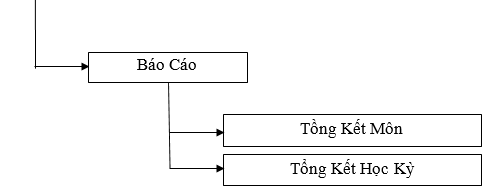 Báo Cáo
Tổng Kết Môn
Tổng Kết Học Kỳ